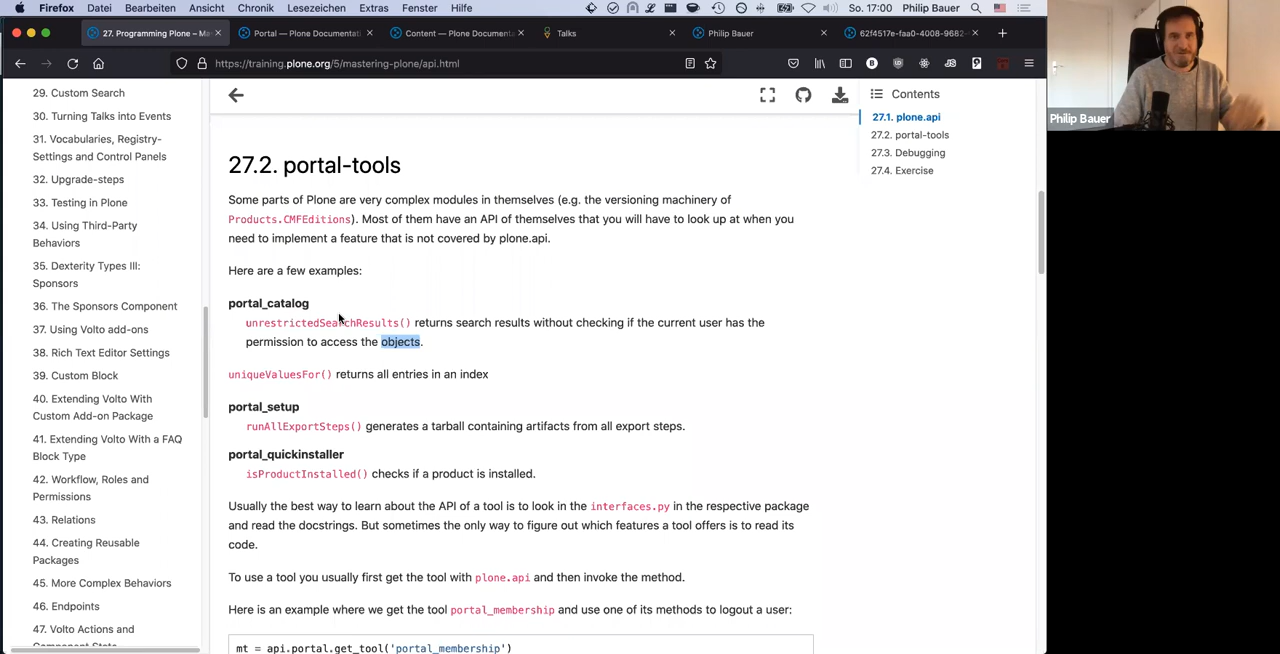 Firefox Datei Bearbeiten Ansicht Chronik Lesezeichen Extras Fenster Hilfe So. 17:00 Philip Bauer
27. Programming Plone – Ma
Portal — Plone Documentati
Content — Plone Documenta
Talks
Philip Bauer
62f4517e-faa0-4008-9682-
https://training.plone.org/5/mastering-plone/api.html
29. Custom Search
30. Turning Talks into Events
31. Vocabularies, Registry-
Settings and Control Panels
32. Upgrade-steps
33. Testing in Plone
34. Using Third-Party
Behaviors
35. Dexterity Types III:
Sponsors
36. The Sponsors Component
37. Using Volto add-ons
38. Rich Text Editor Settings
39. Custom Block
40. Extending Volto With
Custom Add-on Package
41. Extending Volto With a FAQ
Block Type
42. Workflow, Roles and
Permissions
43. Relations
44. Creating Reusable
Packages
45. More Complex Behaviors
46. Endpoints
47. Volto Actions and
Component State
27.2. portal-tools
Some parts of Plone are very complex modules in themselves (e.g. the versioning machinery of
Products.CMFEditions). Most of them have an API of themselves that you will have to look up at when you
need to implement a feature that is not covered by plone.api.
Here are a few examples:
portal_catalog
unrestrictedSearchResults() returns search results without checking if the current user has the
permission to access the objects.
uniqueValuesFor() returns all entries in an index
portal_setup
runAllExportSteps() generates a tarball containing artifacts from all export steps.
portal_quickinstaller
isProductInstalled() checks if a product is installed.
Usually the best way to learn about the API of a tool is to look in the interfaces.py in the respective package
and read the docstrings. But sometimes the only way to figure out which features a tool offers is to read its
code.
To use a tool you usually first get the tool with plone.api and then invoke the method.
Here is an example where we get the tool portal_membership and use one of its methods to logout a user:
mt = api.portal.get_tool('portal_membership')
Contents
27.1. plone.api
27.2. portal-tools
27.3. Debugging
27.4. Exercise
Philip Bauer